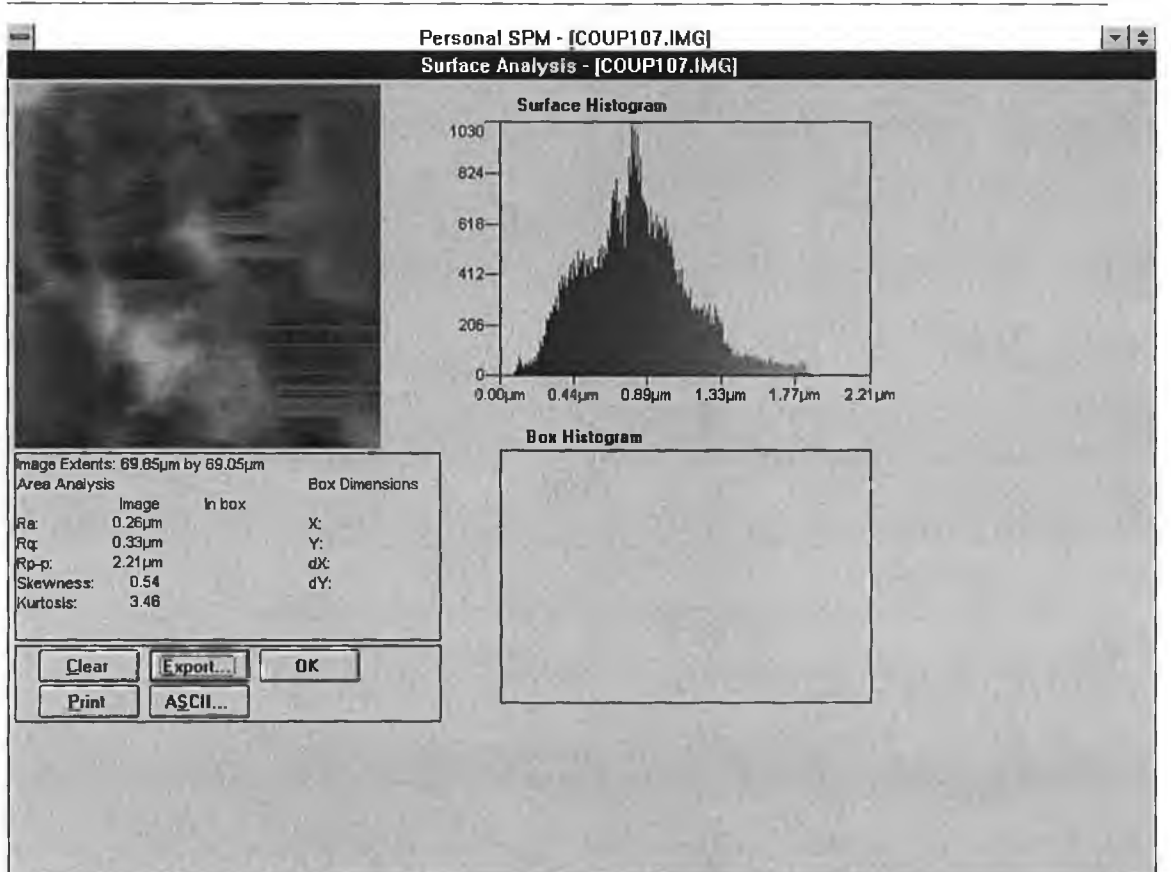 Personal SPM - [COUP107.IMG]
Surface Analysis - [COUP107.IMG]
Surface Histogram
1030
824
618
412
206
0
0.00µm 0.44µm 0.89µm 1.33µm 1.77µm 2.21µm
Box Histogram
Image Extents: 69.85µm by 69.05µm
Area Analysis Box Dimensions
Image In box
Ra: 0.26µm X:
Rq: 0.33µm Y:
Rp-p: 2.21µm dX:
Skewness: 0.54 dY:
Kurtosis: 3.46
Clear Export... OK
Print ASCII...